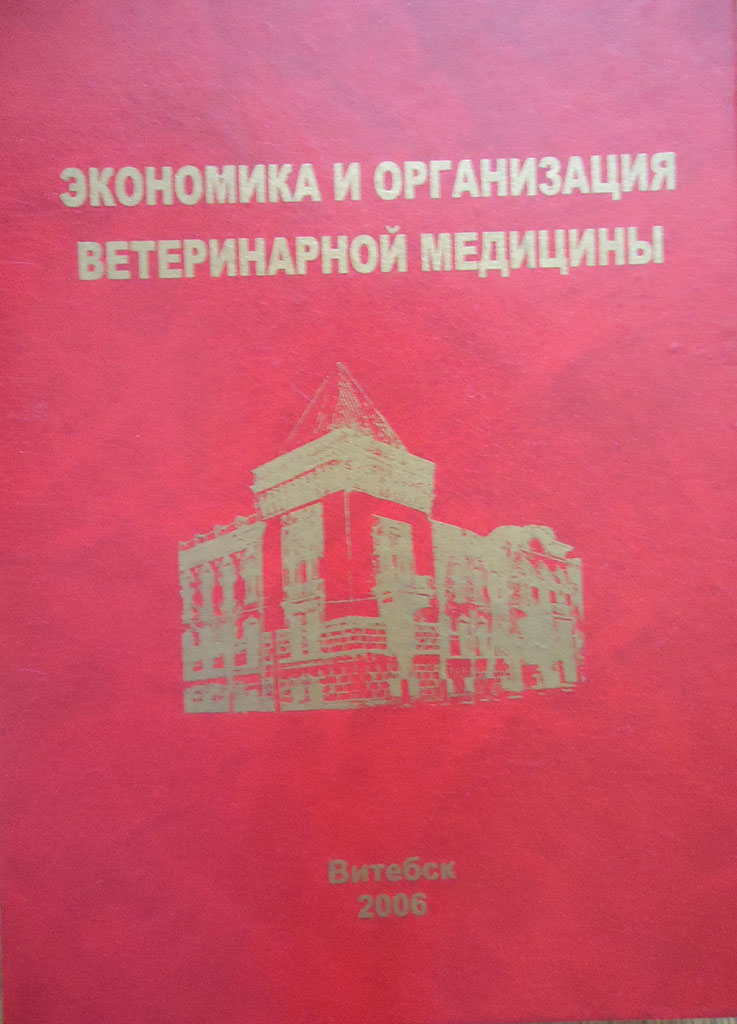 ЭКОНОМИКА И ОРГАНИЗАЦИЯ
ВЕТЕРИНАРНОЙ МЕДИЦИНЫ
Витебск
2006